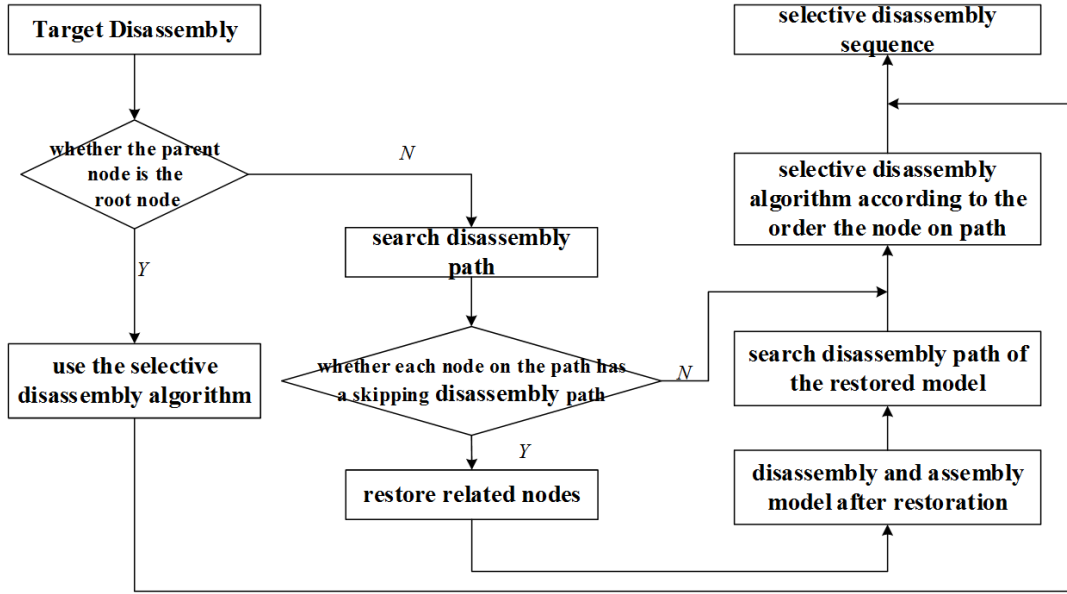 Target Disassembly
whether the parent
node is the
root node
N
Y
use the selective
disassembly algorithm
search disassembly
path
whether each node on the path has
a skipping disassembly path
N
Y
restore related nodes
selective disassembly
sequence
selective disassembly
algorithm according to the
order the node on path
search disassembly path of
the restored model
disassembly and assembly
model after restoration